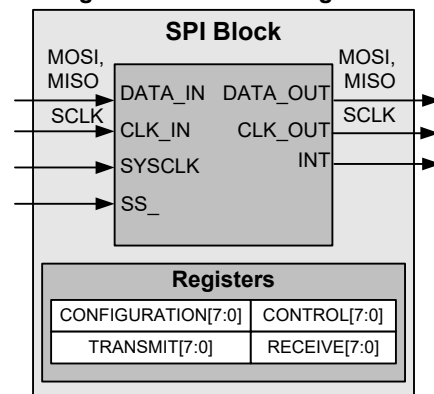 SPI Block
MOSI, MISO
MOSI, MISO
SCLK
SCLK
DATA_IN DATA_OUT
CLK_IN CLK_OUT
SYSCLK INT
SS_
Registers
CONFIGURATION[7:0] CONTROL[7:0]
TRANSMIT[7:0] RECEIVE[7:0]